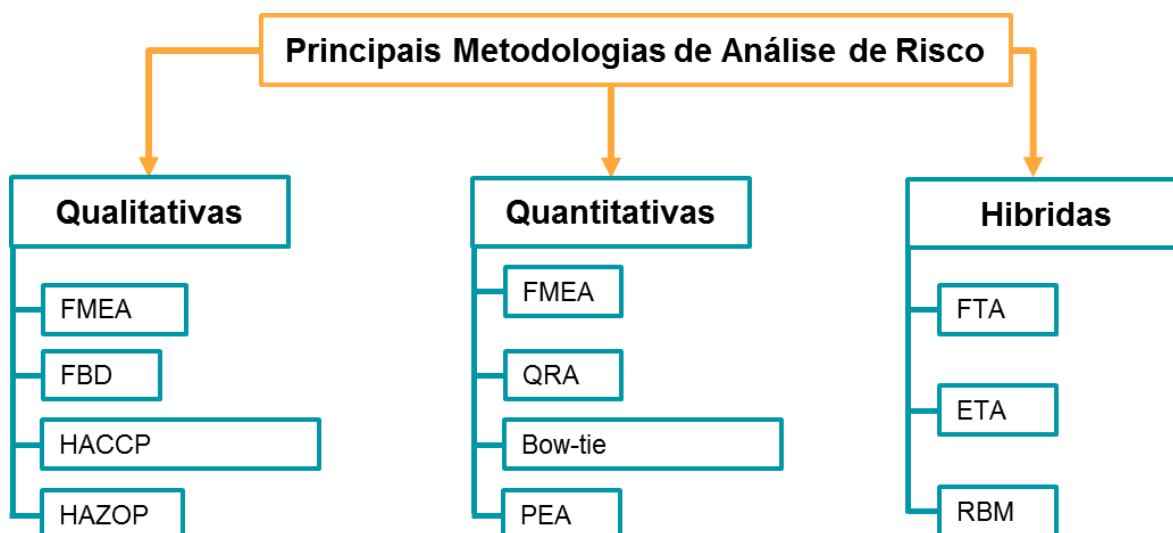 Principais Metodologias de Análise de Risco
Qualitativas
FMEA
FBD
HACCP
HAZOP
Quantitativas
FMEA
QRA
Bow-tie
PEA
Hibridas
FTA
ETA
RBM